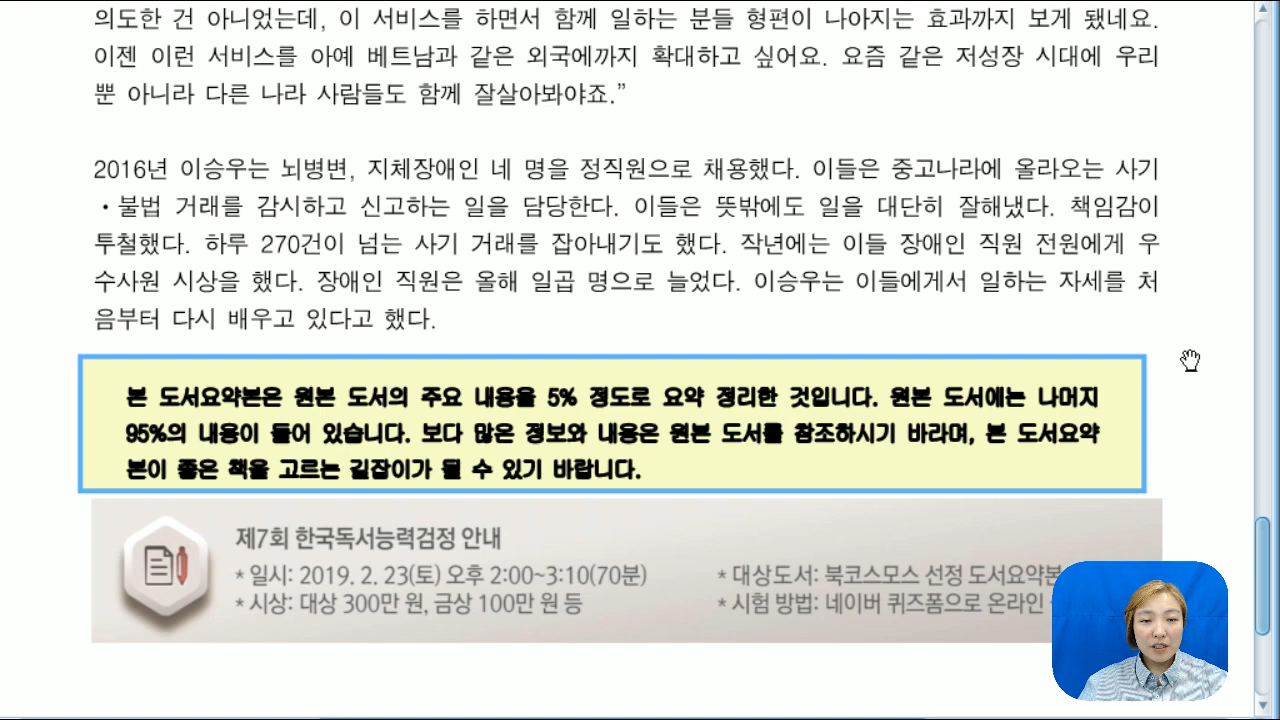 의도한 건 아니었는데, 이 서비스를 하면서 함께 일하는 분들 형편이 나아지는 효과까지 보게 됐네요.
이젠 이런 서비스를 아예 베트남과 같은 외국에까지 확대하고 싶어요. 요즘 같은 저성장 시대에 우리
뿐 아니라 다른 나라 사람들도 함께 잘살아봐야죠.”
2016년 이승우는 뇌병변, 지체장애인 네 명을 정직원으로 채용했다. 이들은 중고나라에 올라오는 사기
・불법 거래를 감시하고 신고하는 일을 담당한다. 이들은 뜻밖에도 일을 대단히 잘해냈다. 책임감이
투철했다. 하루 270건이 넘는 사기 거래를 잡아내기도 했다. 작년에는 이들 장애인 직원 전원에게 우
수사원 시상을 했다. 장애인 직원은 올해 일곱 명으로 늘었다. 이승우는 이들에게서 일하는 자세를 처
음부터 다시 배우고 있다고 했다.
본 도서요약본은 원본 도서의 주요 내용을 5% 정도로 요약 정리한 것입니다. 원본 도서에는 나머지
95%의 내용이 들어 있습니다. 보다 많은 정보와 내용은 원본 도서를 참조하시기 바라며, 본 도서요약
본이 좋은 책을 고르는 길잡이가 될 수 있기 바랍니다.
제7회 한국독서능력검정 안내
* 일시: 2019. 2. 23(토) 오후 2:00~3:10(70분)
* 시상: 대상 300만 원, 금상 100만 원 등
* 대상도서: 북코스모스 선정 도서요약본
* 시험 방법: 네이버 퀴즈폼으로 온라인